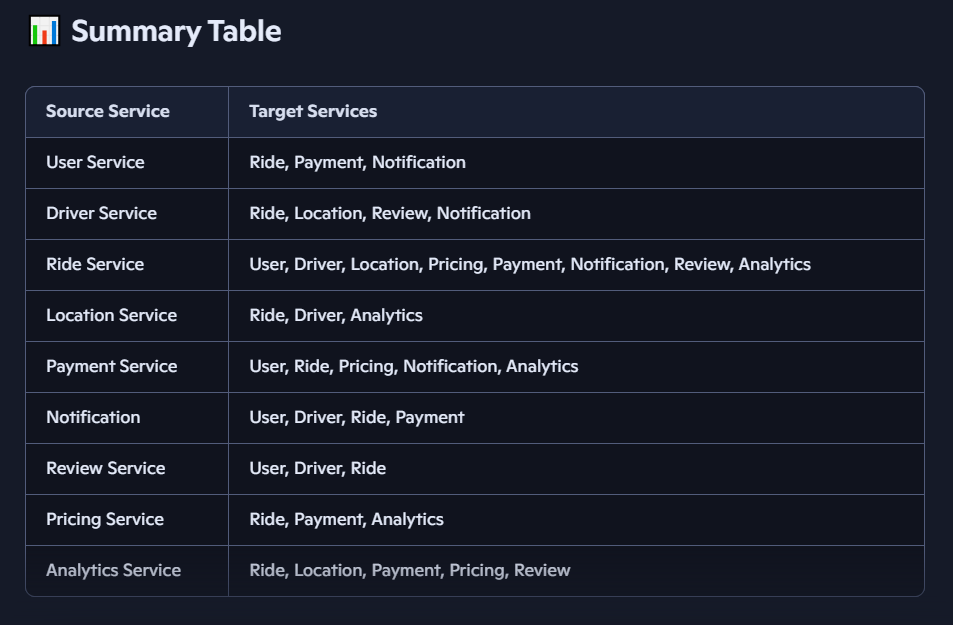 Summary Table
Source Service Target Services
User Service Ride, Payment, Notification
Driver Service Ride, Location, Review, Notification
Ride Service User, Driver, Location, Pricing, Payment, Notification, Review, Analytics
Location Service Ride, Driver, Analytics
Payment Service User, Ride, Pricing, Notification, Analytics
Notification User, Driver, Ride, Payment
Review Service User, Driver, Ride
Pricing Service Ride, Payment, Analytics
Analytics Service Ride, Location, Payment, Pricing, Review